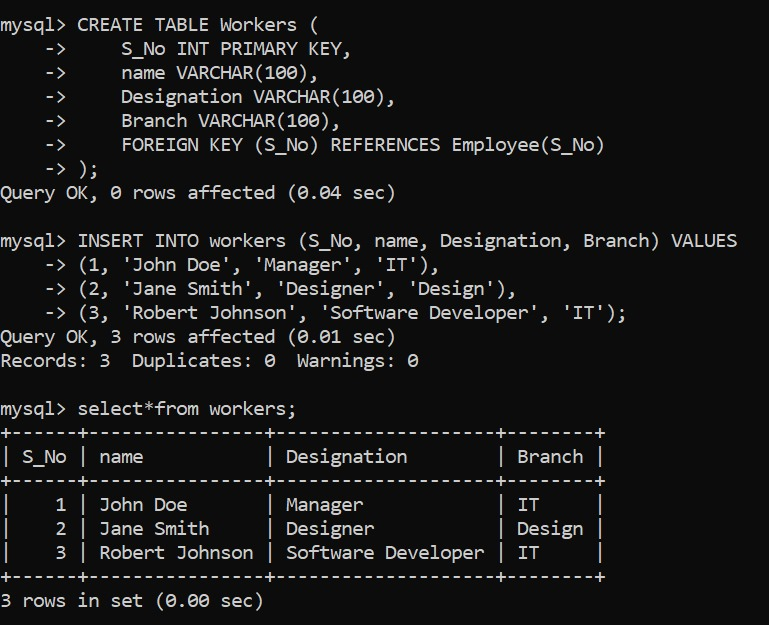 mysql> CREATE TABLE Workers (
    ->     S_No INT PRIMARY KEY,
    ->     name VARCHAR(100),
    ->     Designation VARCHAR(100),
    ->     Branch VARCHAR(100),
    ->     FOREIGN KEY (S_No) REFERENCES Employee(S_No)
    -> );
Query OK, 0 rows affected (0.04 sec)

mysql> INSERT INTO workers (S_No, name, Designation, Branch) VALUES
    -> (1, 'John Doe', 'Manager', 'IT'),
    -> (2, 'Jane Smith', 'Designer', 'Design'),
    -> (3, 'Robert Johnson', 'Software Developer', 'IT');
Query OK, 3 rows affected (0.01 sec)
Records: 3  Duplicates: 0  Warnings: 0

mysql> select*from workers;
+------+----------------+--------------------+--------+
| S_No | name           | Designation        | Branch |
+------+----------------+--------------------+--------+
|    1 | John Doe       | Manager            | IT     |
|    2 | Jane Smith     | Designer           | Design |
|    3 | Robert Johnson | Software Developer | IT     |
+------+----------------+--------------------+--------+
3 rows in set (0.00 sec)